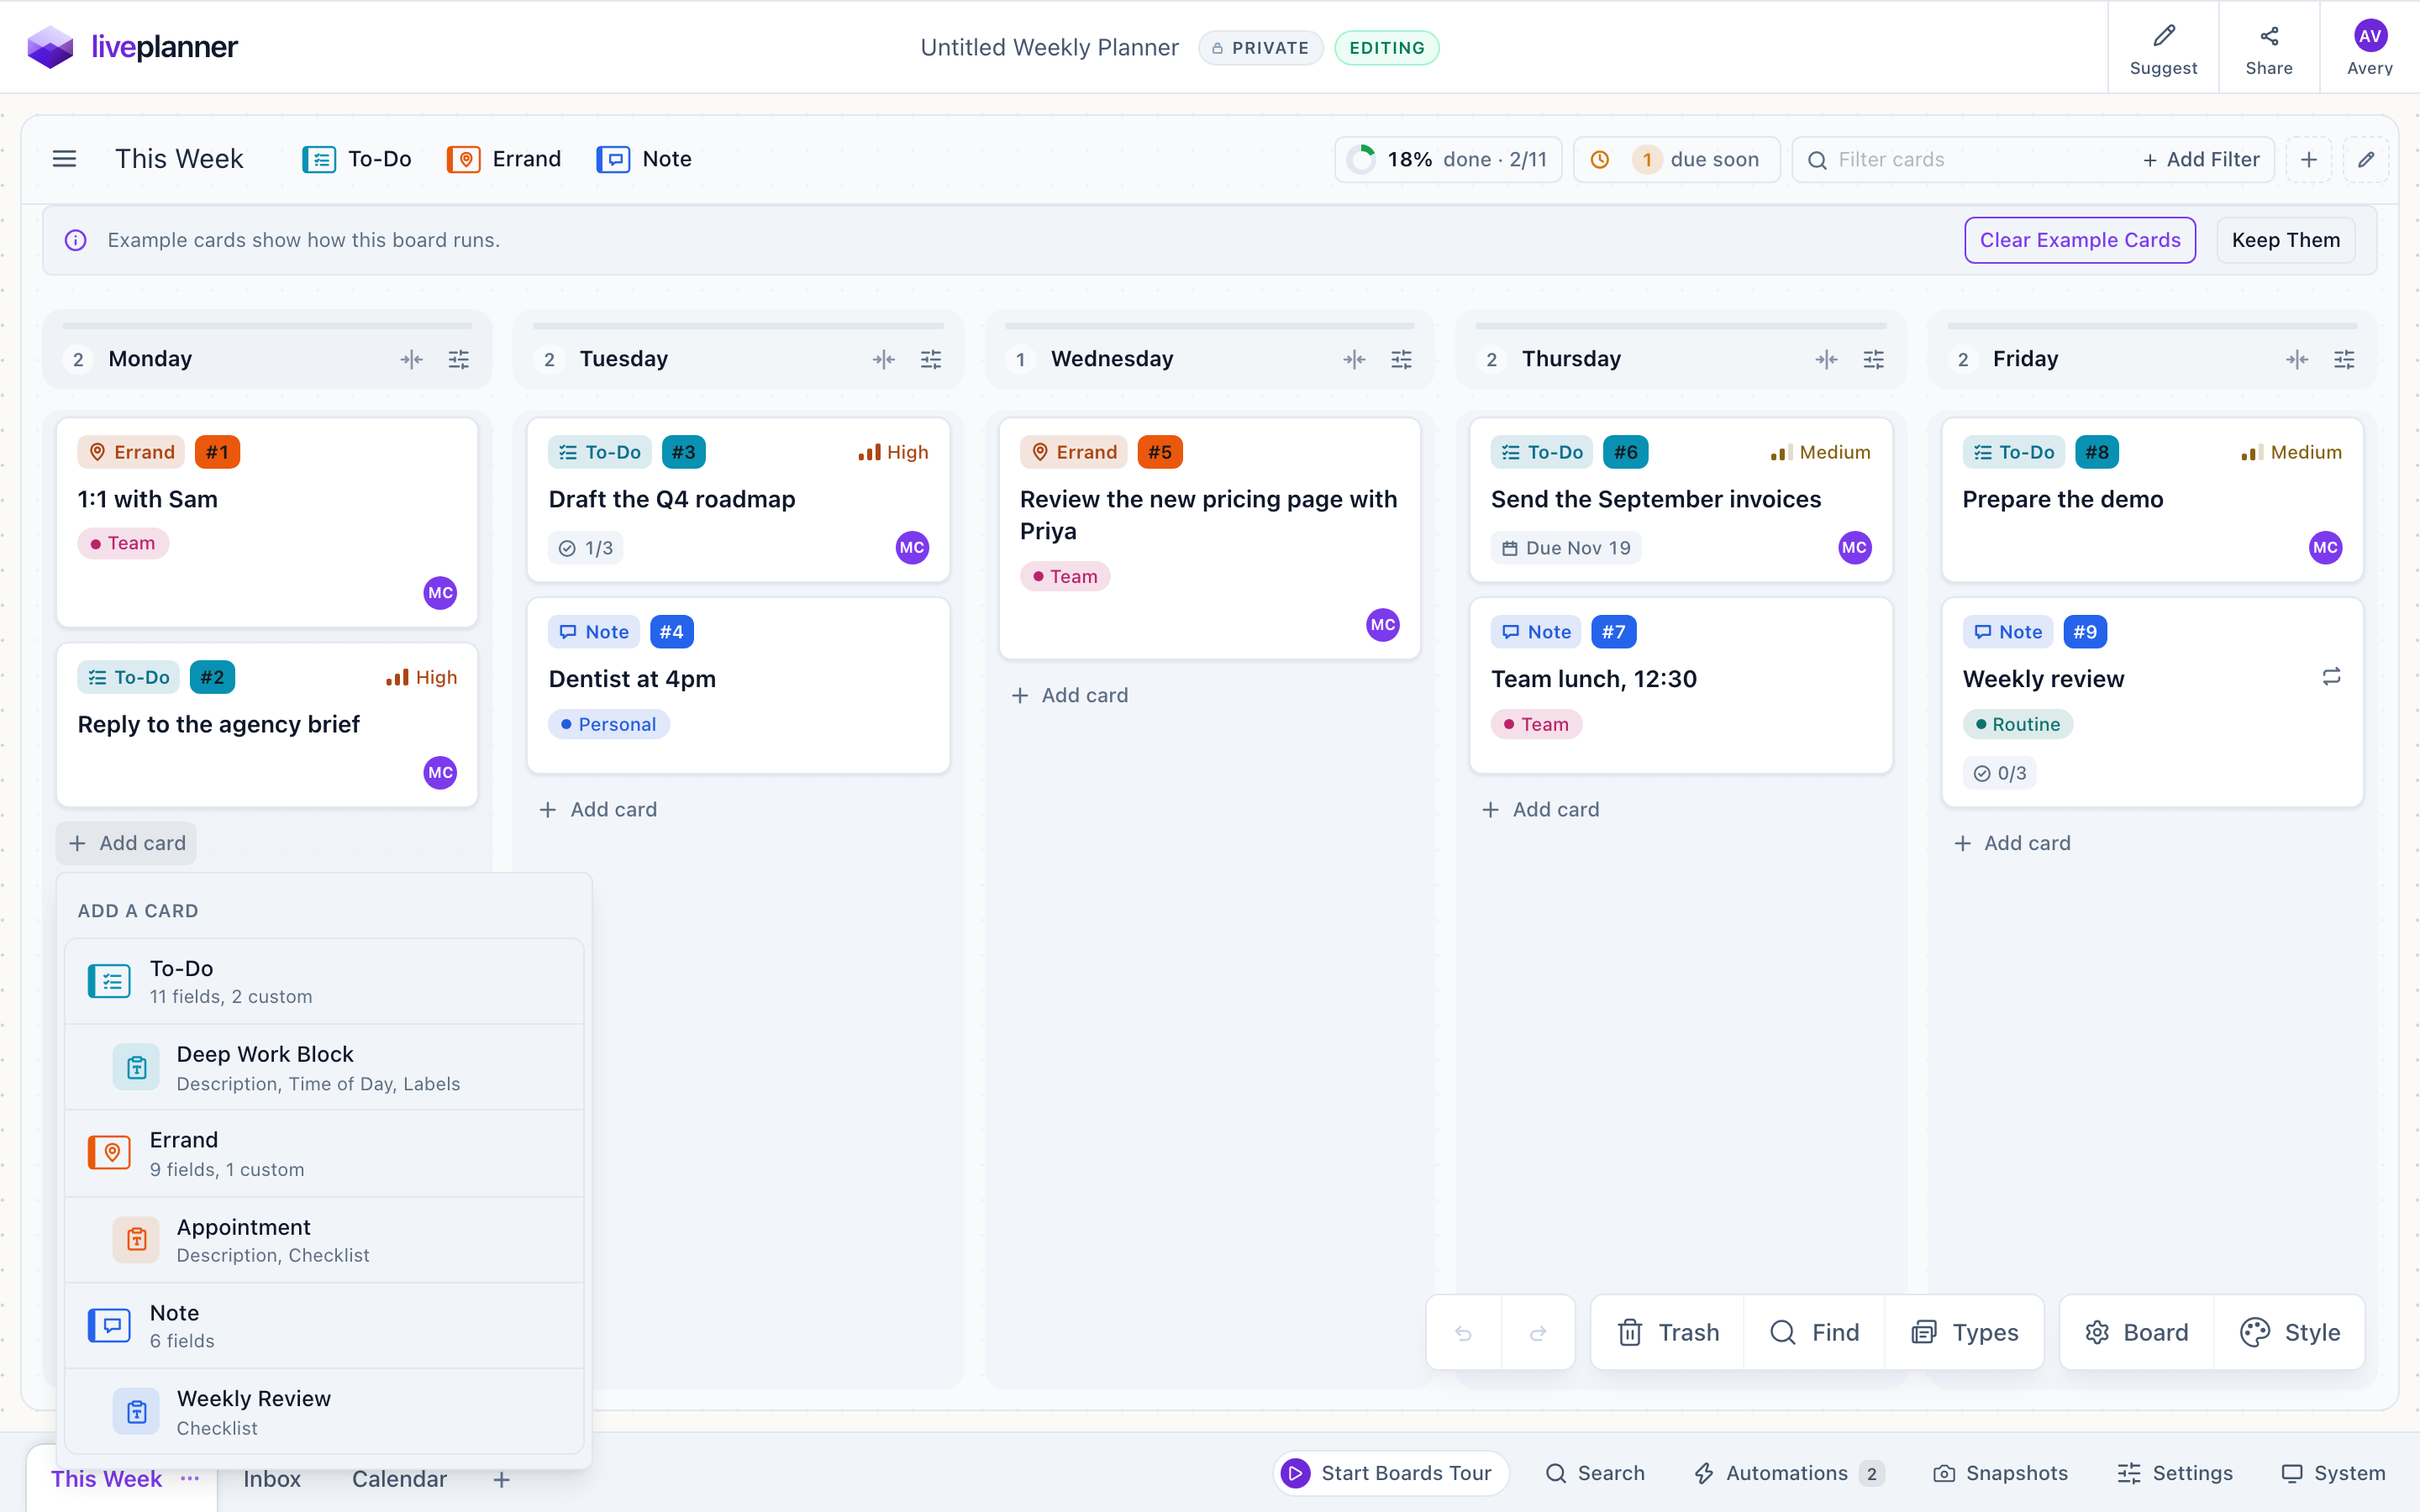 liveplanner
Untitled Weekly Planner
PRIVATE
EDITING
Suggest
Share
AV
Avery
This Week
To-Do
Errand
Note
18% done · 2/11
1 due soon
Filter cards
+ Add Filter
Example cards show how this board runs.
Clear Example Cards
Keep Them
2 Monday
Errand #1
1:1 with Sam
Team
MC
To-Do #2 High
Reply to the agency brief
MC
+ Add card
2 Tuesday
To-Do #3 High
Draft the Q4 roadmap
1/3
MC
Note #4
Dentist at 4pm
Personal
+ Add card
1 Wednesday
Errand #5
Review the new pricing page with
Priya
Team
MC
+ Add card
2 Thursday
To-Do #6 Medium
Send the September invoices
Due Nov 19
MC
Note #7
Team lunch, 12:30
Team
+ Add card
2 Friday
To-Do #8 Medium
Prepare the demo
MC
Note #9
Weekly review
Routine
0/3
+ Add card
ADD A CARD
To-Do
11 fields, 2 custom
Deep Work Block
Description, Time of Day, Labels
Errand
9 fields, 1 custom
Appointment
Description, Checklist
Note
6 fields
Weekly Review
Checklist
Trash
Find
Types
Board
Style
This Week
Inbox
Calendar
+
Start Boards Tour
Search
Automations 2
Snapshots
Settings
System